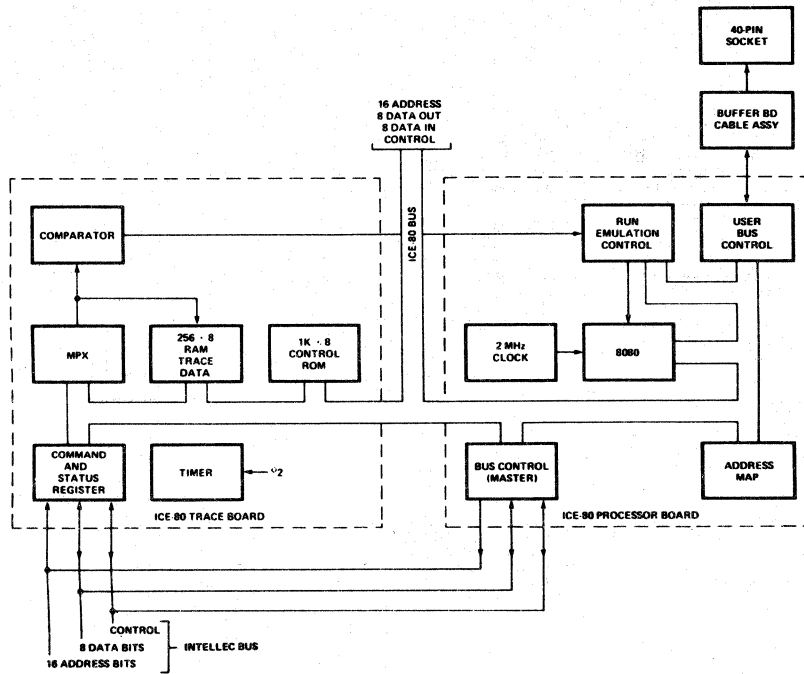 40-PIN
SOCKET
BUFFER BD
CABLE ASSY
16 ADDRESS
8 DATA OUT
8 DATA IN
CONTROL
ICE-80 BUS
COMPARATOR
RUN
EMULATION
CONTROL
USER
BUS
CONTROL
MPX
256 · 8
RAM
TRACE
DATA
1K · 8
CONTROL
ROM
2 MHz
CLOCK
8080
COMMAND
AND
STATUS
REGISTER
TIMER
φ2
BUS CONTROL
(MASTER)
ADDRESS
MAP
ICE-80 TRACE BOARD
ICE-80 PROCESSOR BOARD
CONTROL
8 DATA BITS
16 ADDRESS BITS
INTELLEC BUS